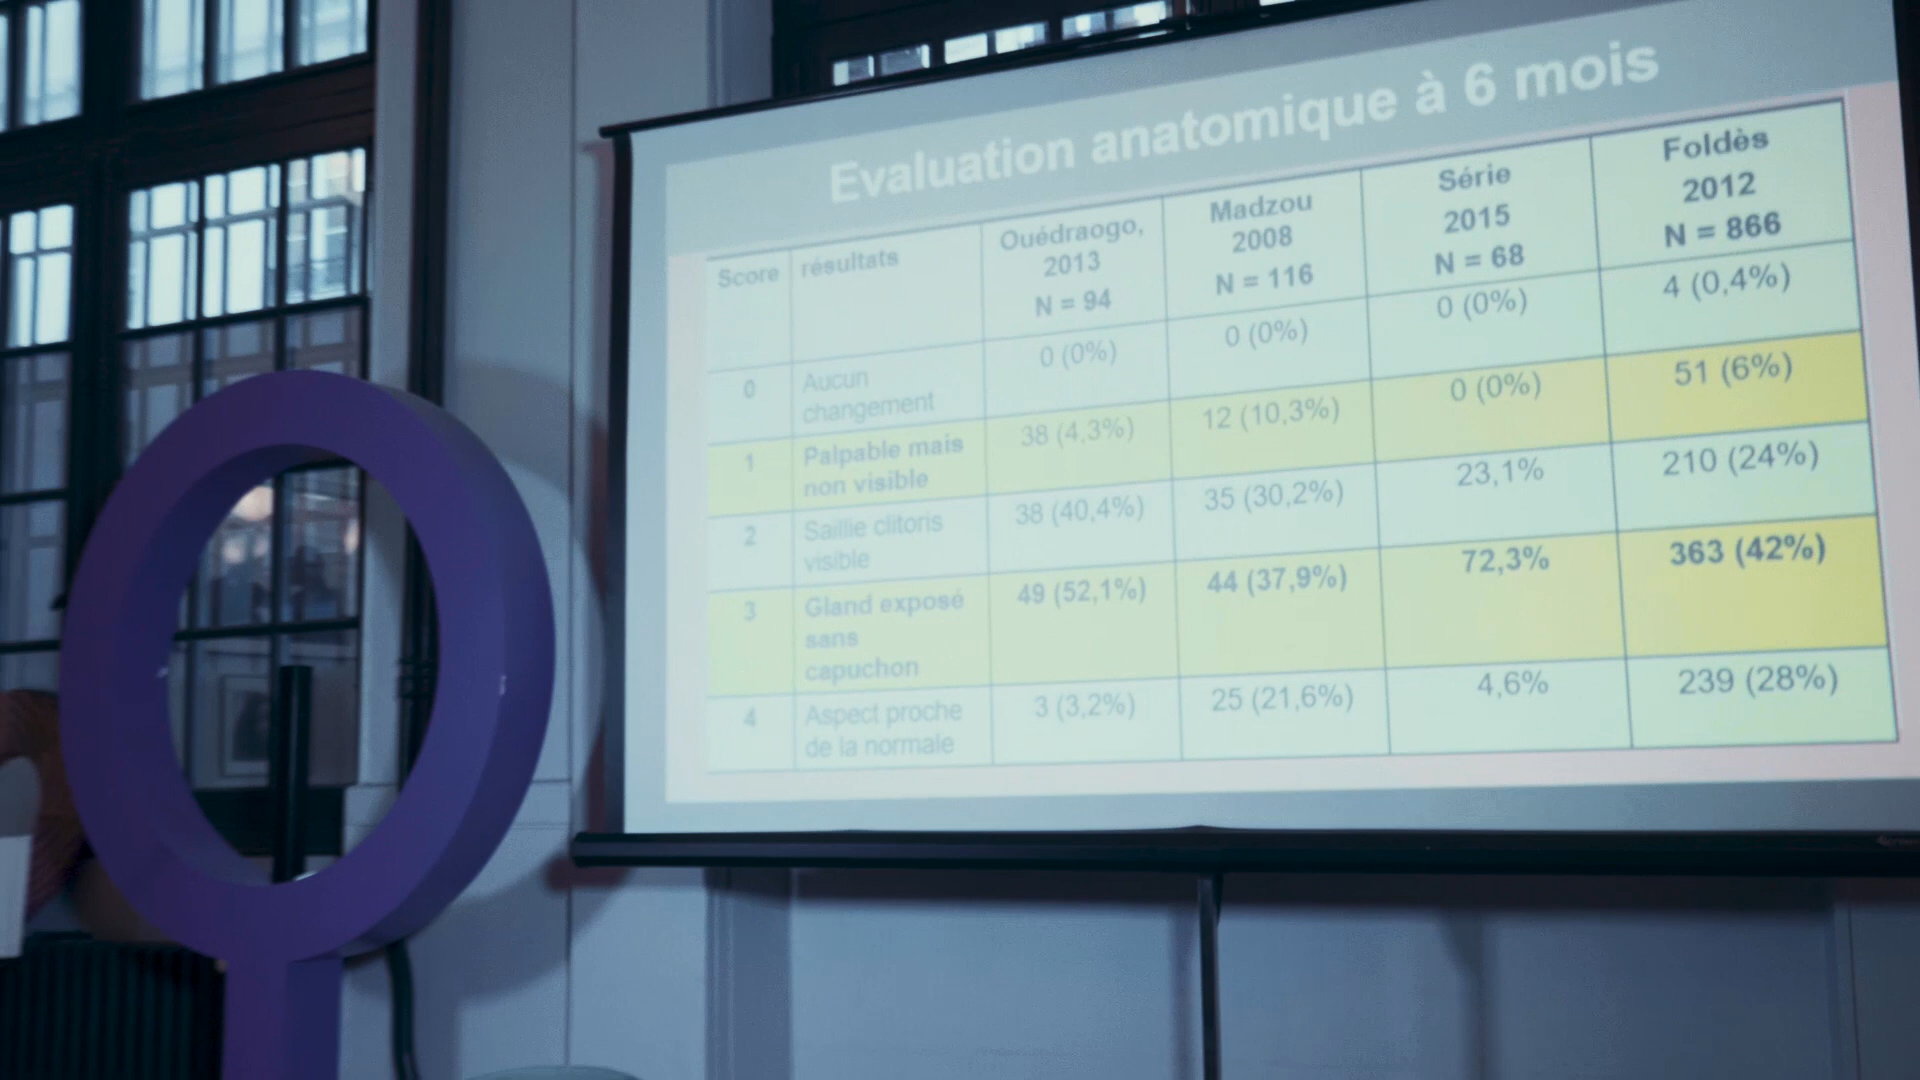 Evaluation anatomique à 6 mois
Score
résultats
Ouédraogo,
2013
N = 94
Madzou
2008
N = 116
Série
2015
N = 68
Foldès
2012
N = 866
0
Aucun
changement
0 (0%)
0 (0%)
0 (0%)
4 (0,4%)
1
Palpable mais
non visible
38 (4,3%)
12 (10,3%)
0 (0%)
51 (6%)
2
Saillie clitoris
visible
38 (40,4%)
35 (30,2%)
23,1%
210 (24%)
3
Gland exposé
sans
capuchon
49 (52,1%)
44 (37,9%)
72,3%
363 (42%)
4
Aspect proche
de la normale
3 (3,2%)
25 (21,6%)
4,6%
239 (28%)